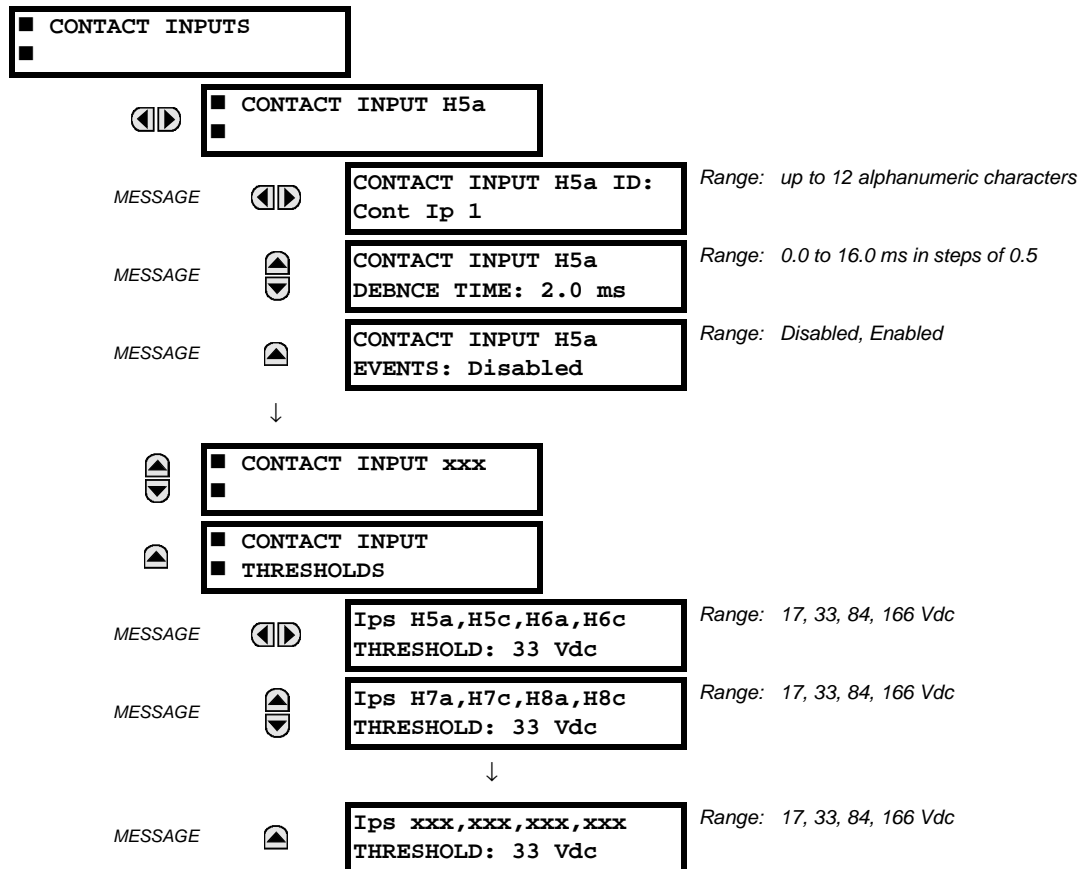 ■ CONTACT INPUTS
■
■ CONTACT INPUT H5a
■
MESSAGE CONTACT INPUT H5a ID: Range: up to 12 alphanumeric characters
Cont Ip 1
MESSAGE CONTACT INPUT H5a Range: 0.0 to 16.0 ms in steps of 0.5
DEBNCE TIME: 2.0 ms
MESSAGE CONTACT INPUT H5a Range: Disabled, Enabled
EVENTS: Disabled
↓
■ CONTACT INPUT xxx
■
■ CONTACT INPUT
■ THRESHOLDS
MESSAGE Ips H5a,H5c,H6a,H6c Range: 17, 33, 84, 166 Vdc
THRESHOLD: 33 Vdc
MESSAGE Ips H7a,H7c,H8a,H8c Range: 17, 33, 84, 166 Vdc
THRESHOLD: 33 Vdc
↓
MESSAGE Ips xxx,xxx,xxx,xxx Range: 17, 33, 84, 166 Vdc
THRESHOLD: 33 Vdc